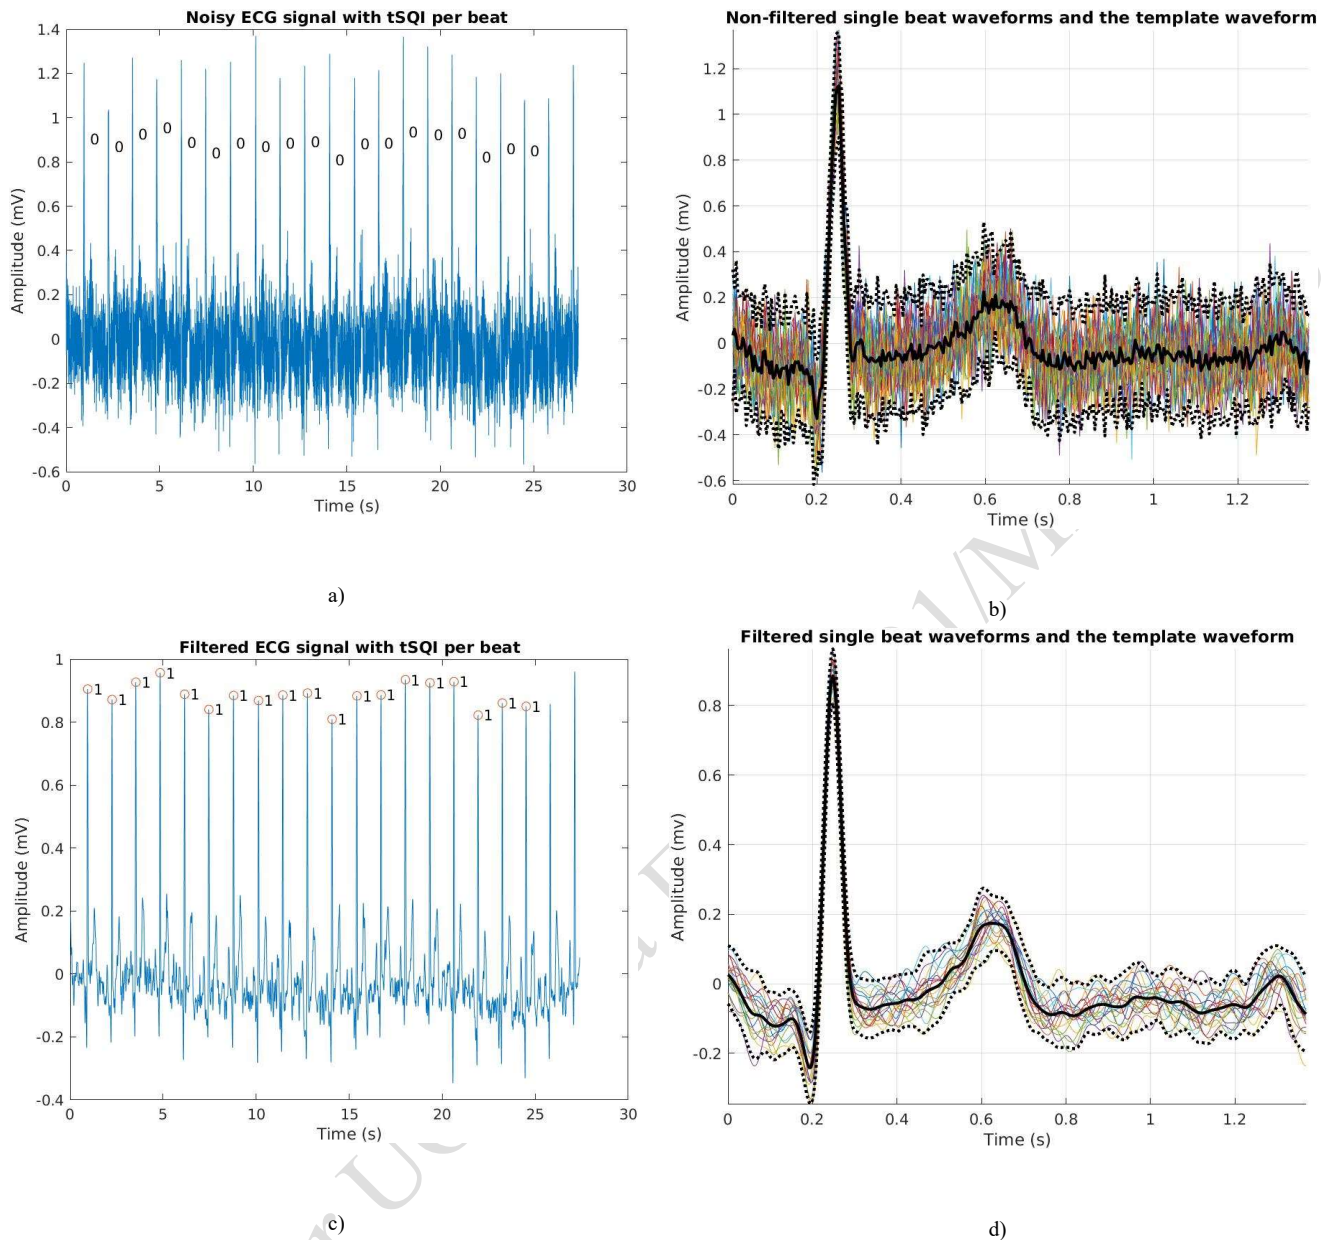 Noisy ECG signal with tSQI per beat
Amplitude (mV)
1.4
1.2
1
0.8
0.6
0.4
0.2
0
-0.2
-0.4
-0.6
0 0 0 0 0 0 0 0 0 0 0 0 0 0 0 0 0 0 0
0 5 10 15 20 25 30
Time (s)
a)
Non-filtered single beat waveforms and the template waveform
Amplitude (mv)
1.2
1
0.8
0.6
0.4
0.2
0
-0.2
-0.4
-0.6
0 0.2 0.4 0.6 0.8 1 1.2
Time (s)
b)
Filtered ECG signal with tSQI per beat
Amplitude (mV)
1
0.8
0.6
0.4
0.2
0
-0.2
-0.4
1 1 1 1 1 1 1 1 1 1 1 1 1 1 1 1 1 1 1
0 5 10 15 20 25 30
Time (s)
c)
Filtered single beat waveforms and the template waveform
Amplitude (mv)
0.8
0.6
0.4
0.2
0
-0.2
0 0.2 0.4 0.6 0.8 1 1.2
Time (s)
d)